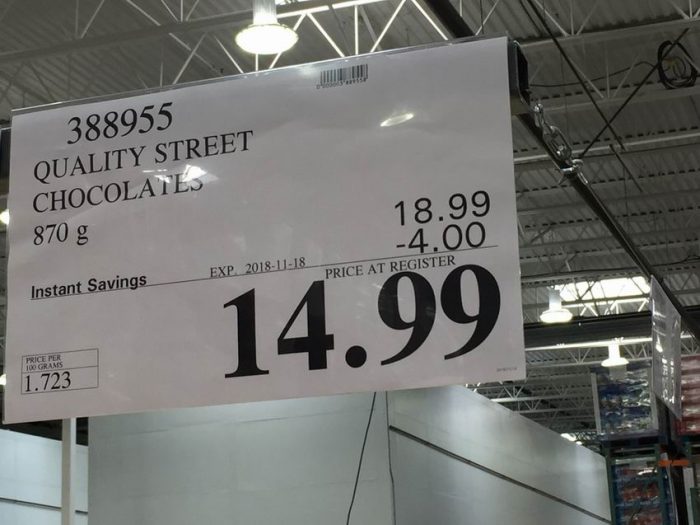 388955
QUALITY STREET
CHOCOLATES
870 g
18.99
-4.00
Instant Savings
EXP. 2018-11-18
PRICE AT REGISTER
14.99
PRICE PER
100 GRAMS
1.723